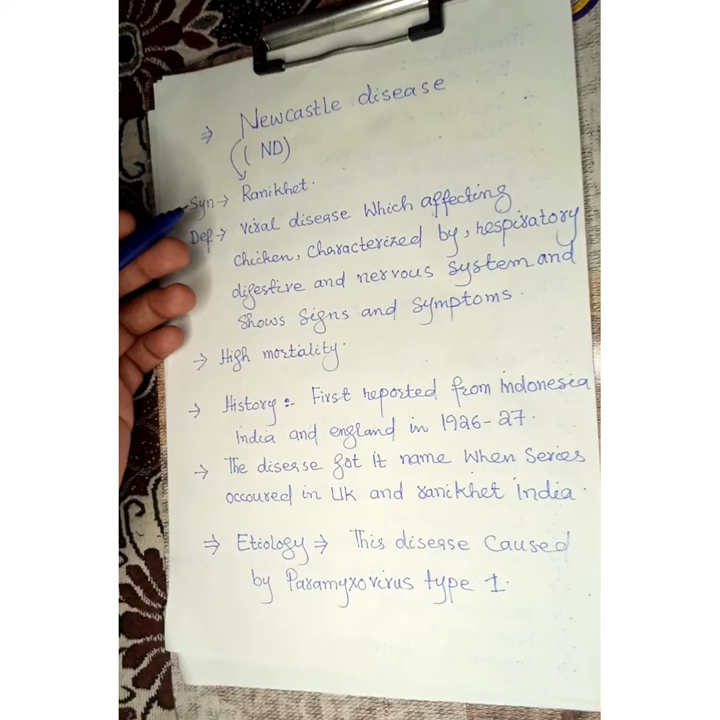 ⇒ Newcastle disease
(ND)
Syn → Ranikhet.
Def → viral disease Which affecting
chicken, characterized by, respiratory
digestive and nervous system and
shows signs and symptoms.
→ High mortality.
→ History :- First reported from indonesia
india and england in 1926-27.
→ The disease got it name When Series
occoured in UK and ranikhet india.
⇒ Etiology → This disease Caused
by Paramyxovirus type 1.